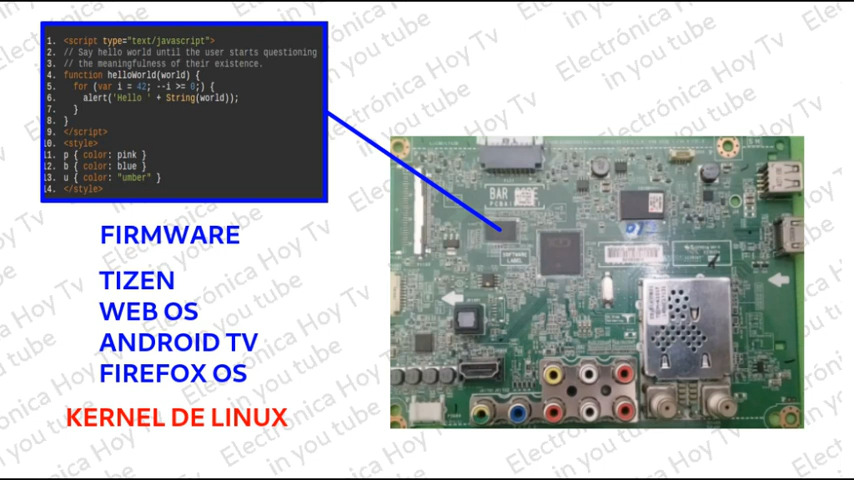 1. <script type="text/javascript">
2. // Say hello world until the user starts questioning
3. // the meaningfulness of their existence.
4. function helloWorld(world) {
5. for (var i = 42; --i >= 0;) {
6. alert('Hello ' + String(world));
7. }
8. }
9. </script>
10. <style>
11. p { color: pink }
12. b { color: blue }
13. u { color: "umber" }
14. </style>
FIRMWARE
TIZEN
WEB OS
ANDROID TV
FIREFOX OS
KERNEL DE LINUX
BAR CODE
PCBA
SOFTWARE
LABEL
Electrónica Hoy Tv
in you tube